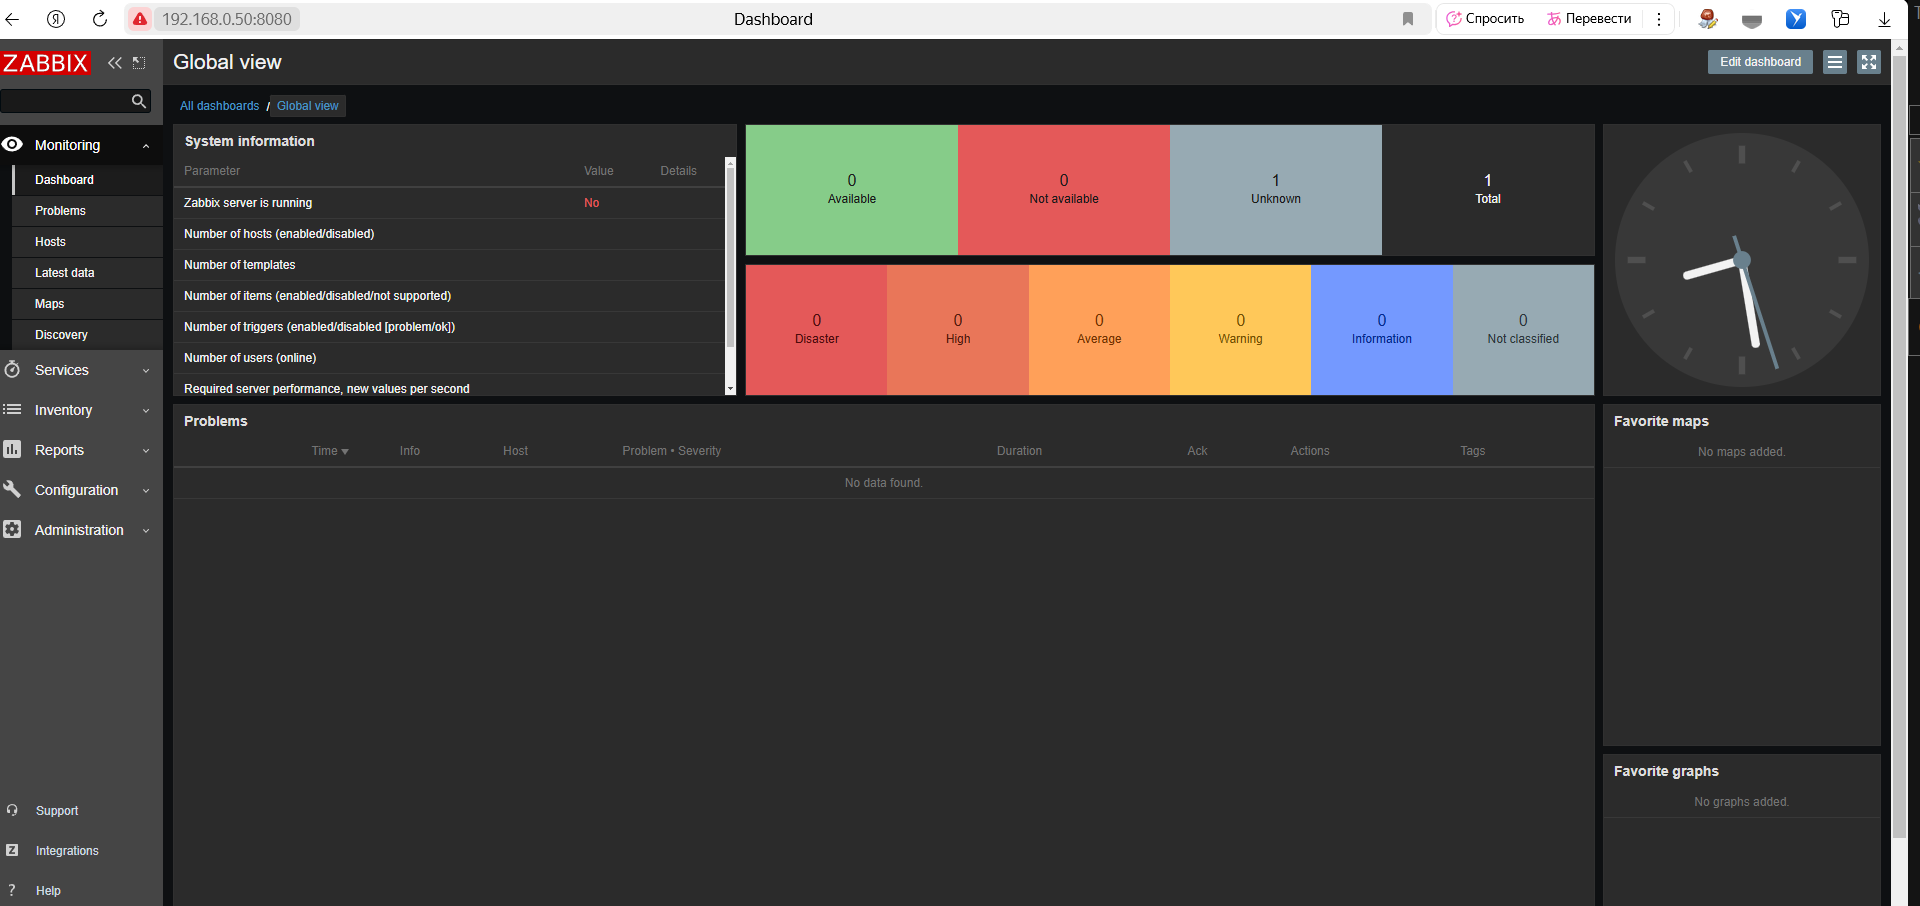 192.168.0.50:8080
Dashboard
Спросить
Перевести
ZABBIX
Global view
Edit dashboard
All dashboards / Global view
Monitoring
Dashboard
Problems
Hosts
Latest data
Maps
Discovery
Services
Inventory
Reports
Configuration
Administration
Support
Integrations
Help
System information
Parameter Value Details
Zabbix server is running No
Number of hosts (enabled/disabled)
Number of templates
Number of items (enabled/disabled/not supported)
Number of triggers (enabled/disabled [problem/ok])
Number of users (online)
Required server performance, new values per second
0 Available
0 Not available
1 Unknown
1 Total
0 Disaster
0 High
0 Average
0 Warning
0 Information
0 Not classified
Problems
Time Info Host Problem • Severity Duration Ack Actions Tags
No data found.
Favorite maps
No maps added.
Favorite graphs
No graphs added.